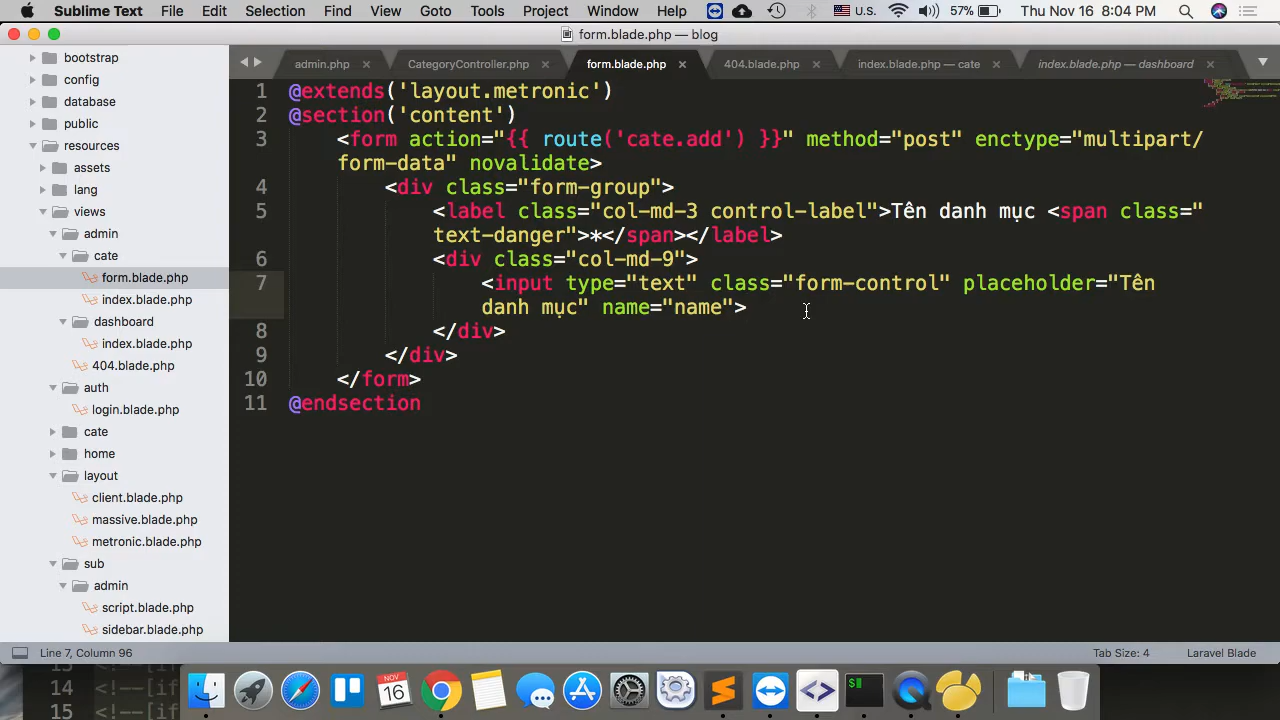 Sublime Text File Edit Selection Find View Goto Tools Project Window Help U.S. 57% Thu Nov 16 8:04 PM
form.blade.php — blog
bootstrap
config
database
public
resources
assets
lang
views
admin
cate
form.blade.php
index.blade.php
dashboard
index.blade.php
404.blade.php
auth
login.blade.php
cate
home
layout
client.blade.php
massive.blade.php
metronic.blade.php
sub
admin
script.blade.php
sidebar.blade.php
admin.php CategoryController.php form.blade.php 404.blade.php index.blade.php — cate index.blade.php — dashboard
1 @extends('layout.metronic')
2 @section('content')
3 <form action="{{ route('cate.add') }}" method="post" enctype="multipart/
form-data" novalidate>
4 <div class="form-group">
5 <label class="col-md-3 control-label">Tên danh mục <span class="
text-danger">*</span></label>
6 <div class="col-md-9">
7 <input type="text" class="form-control" placeholder="Tên
danh mục" name="name">
8 </div>
9 </div>
10 </form>
11 @endsection
Line 7, Column 96 Tab Size: 4 Laravel Blade
14 <!--[if
15 <!--[if
NOV
16
$